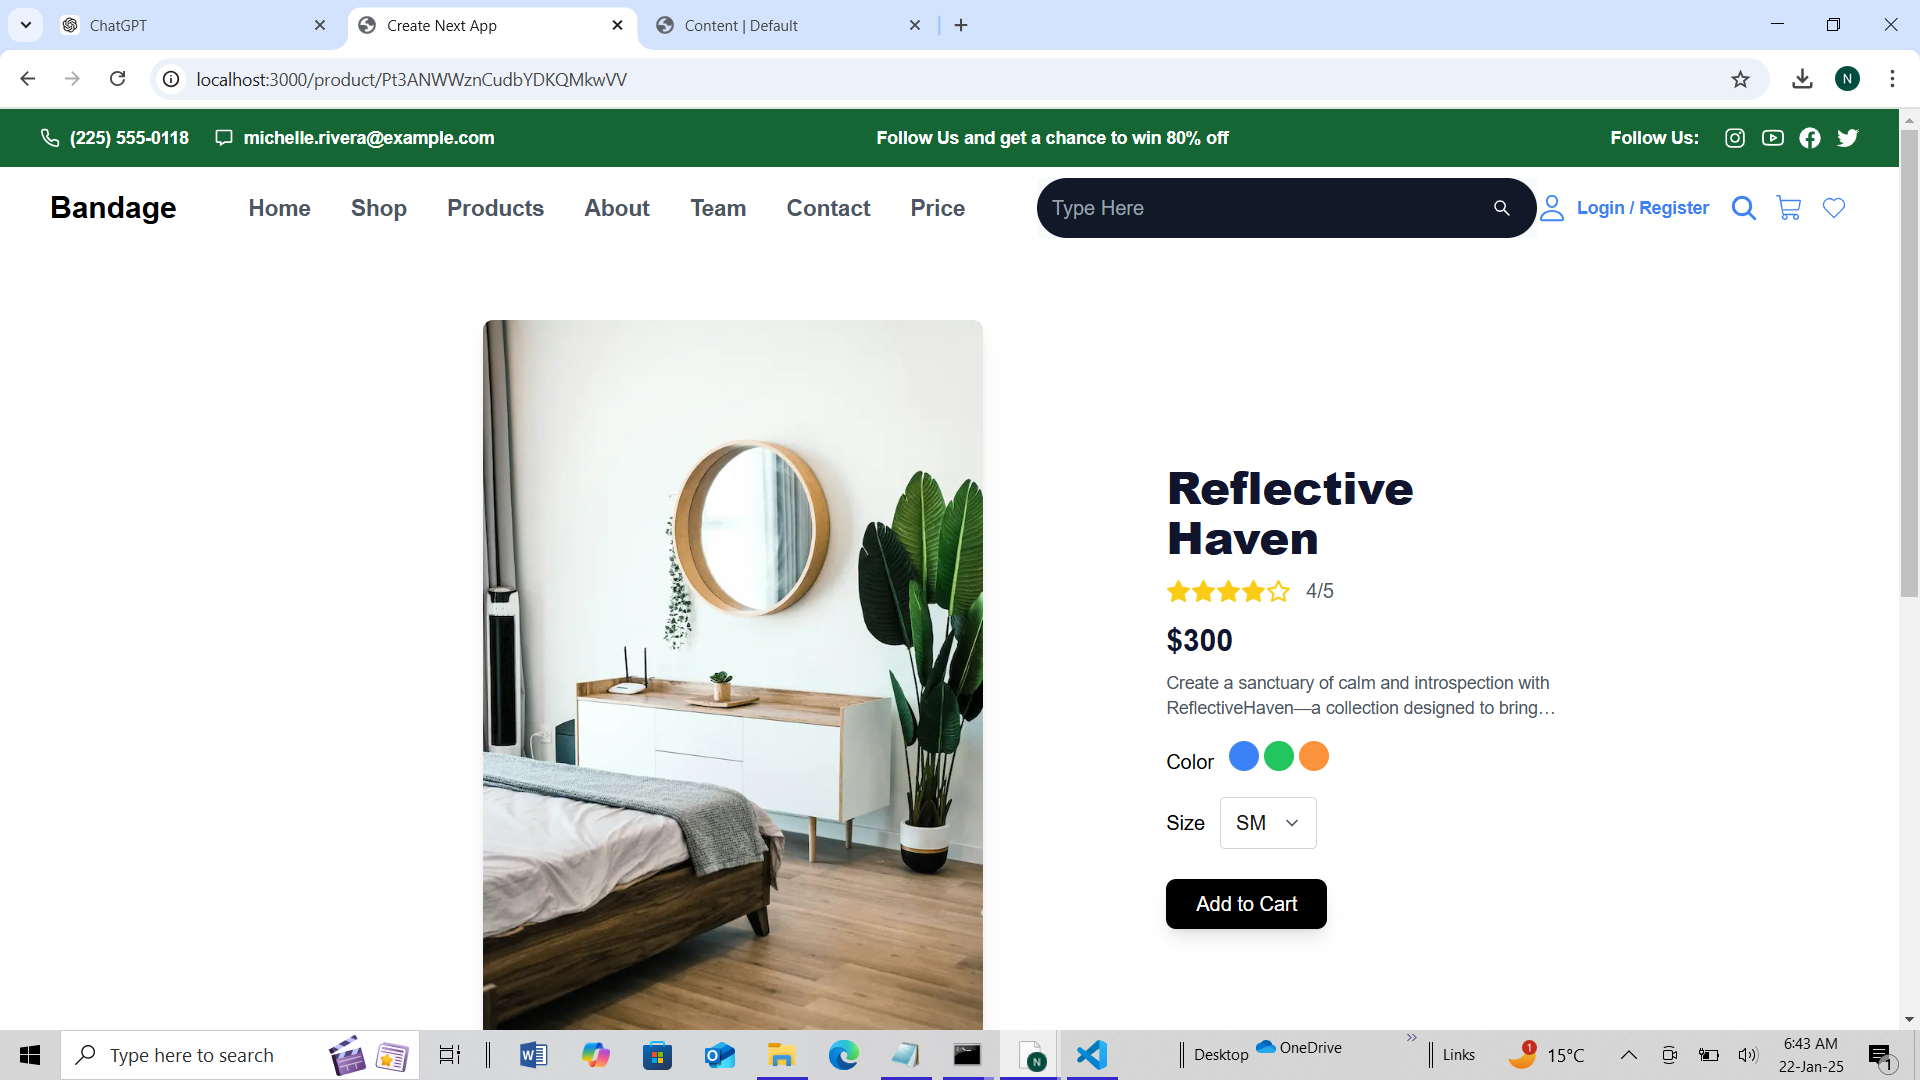 ChatGPT
Create Next App
Content | Default
localhost:3000/product/Pt3ANWWznCudbYDKQMkwVV
N
(225) 555-0118
michelle.rivera@example.com
Follow Us and get a chance to win 80% off
Follow Us:
Bandage
Home
Shop
Products
About
Team
Contact
Price
Type Here
Login / Register
Reflective
Haven
4/5
$300
Create a sanctuary of calm and introspection with
ReflectiveHaven—a collection designed to bring…
Color
Size
SM
Add to Cart
Type here to search
Desktop
OneDrive
Links
1
15°C
6:43 AM
22-Jan-25
1